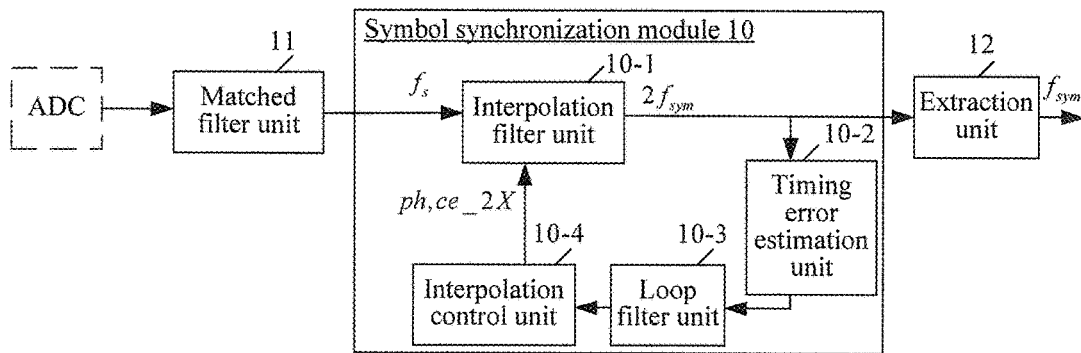 Symbol synchronization module 10
11
10-1
12
ADC
Matched
filter unit
f_s
Interpolation
filter unit
2f_sym
Extraction
unit
f_sym
10-2
Timing
error
estimation
unit
ph,ce_2X
10-4
10-3
Interpolation
control unit
Loop
filter unit